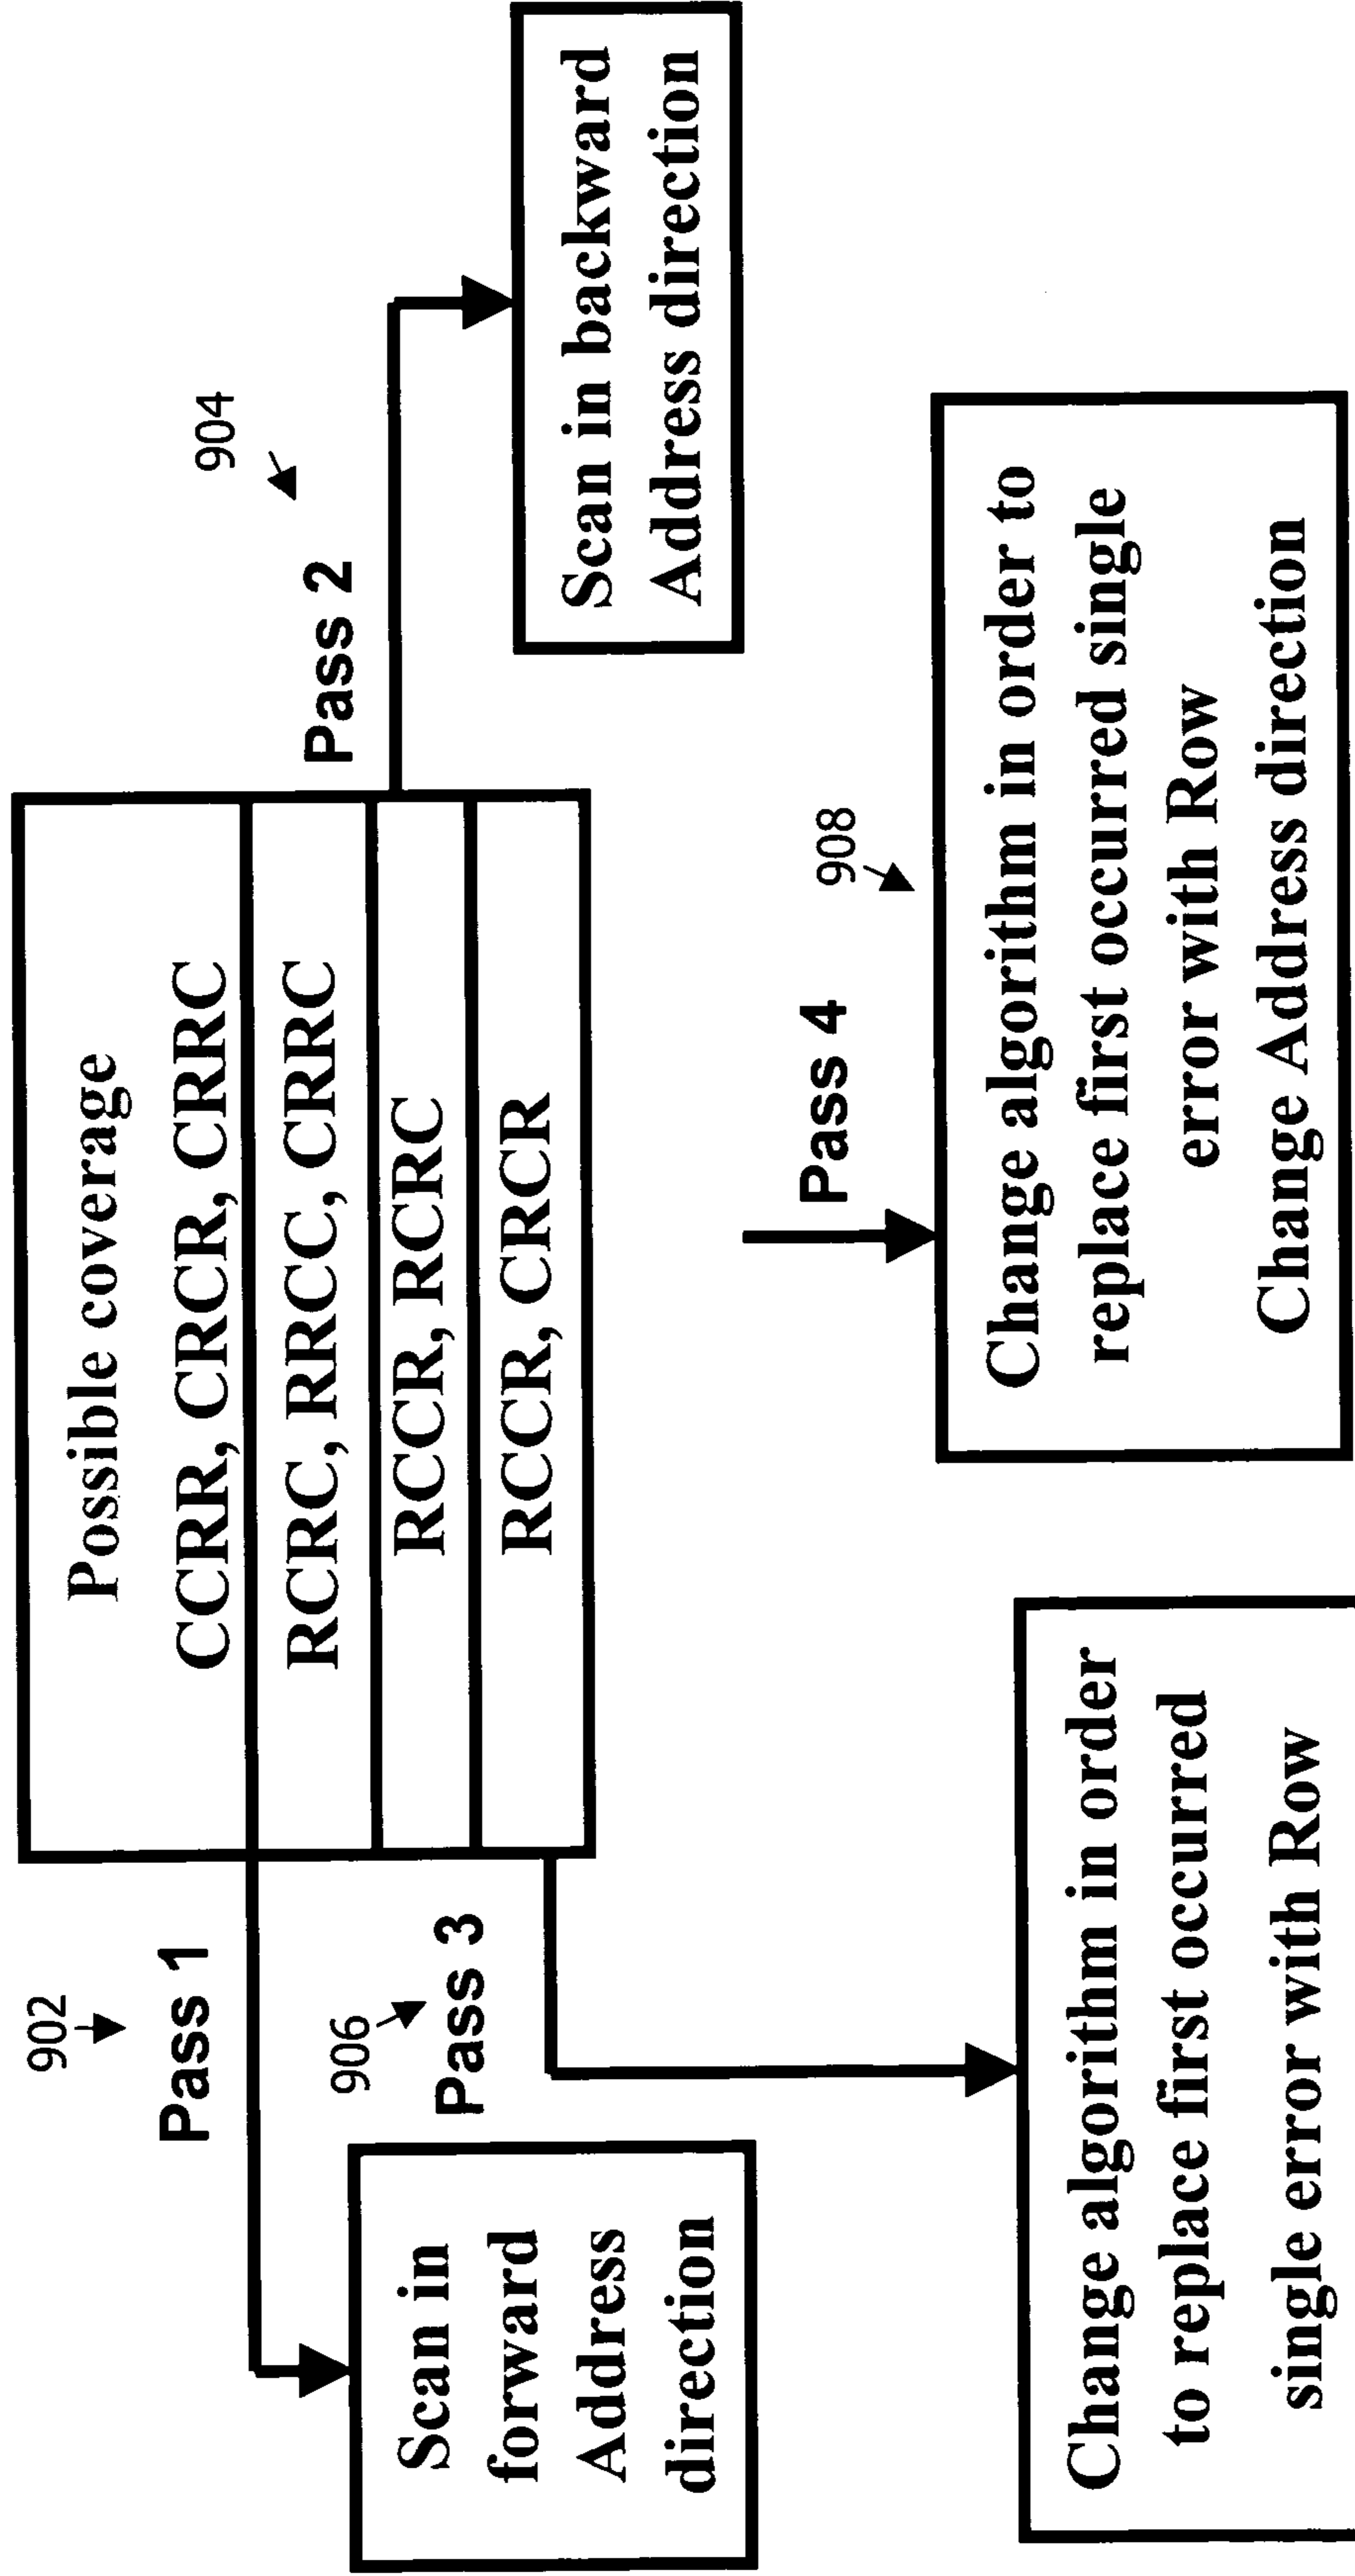 Possible coverage
CCRR, CRCR, CRRC
RCRC, RRCC, CRRC
RCCR, RCRC
RCCR, CRCR
902
Pass 1
Scan in
forward
Address
direction
904
Pass 2
Scan in backward
Address direction
906
Pass 3
Change algorithm in order
to replace first occurred
single error with Row
Pass 4
908
Change algorithm in order to
replace first occurred single
error with Row
Change Address direction